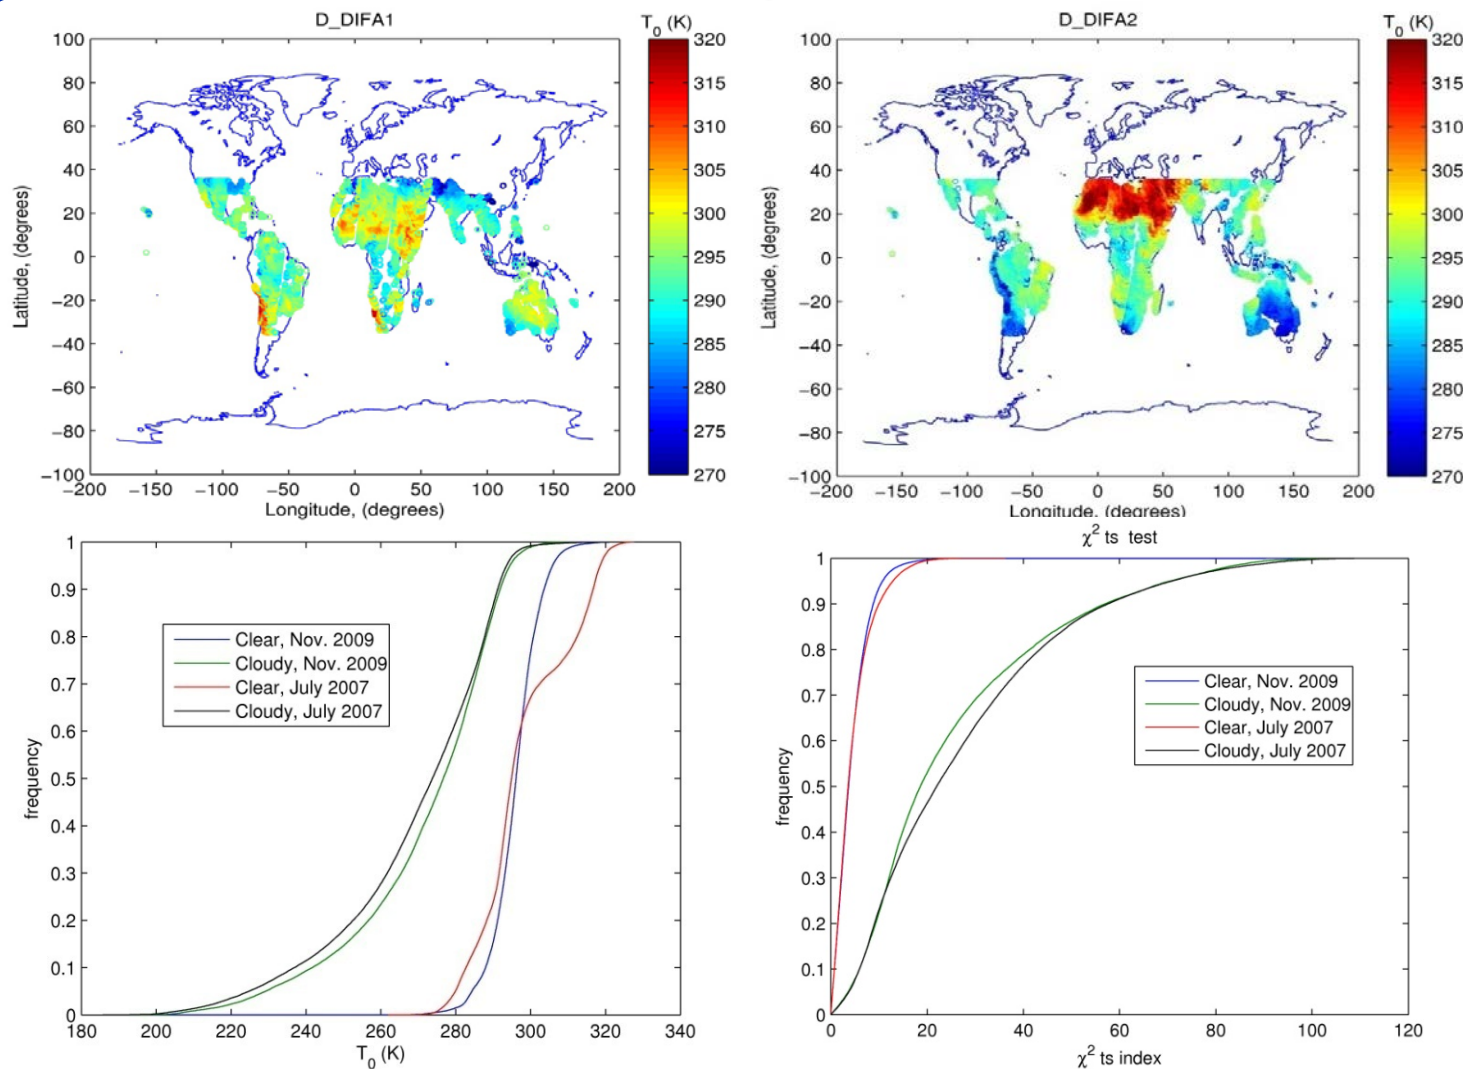 D_DIFA1
T0 (K)
100
80
60
40
20
0
−20
−40
−60
−80
−100
Latitude, (degrees)
−200 −150 −100 −50 0 50 100 150 200
Longitude, (degrees)
320
315
310
305
300
295
290
285
280
275
270
D_DIFA2
T0 (K)
100
80
60
40
20
0
−20
−40
−60
−80
−100
Latitude, (degrees)
−200 −150 −100 −50 0 50 100 150 200
Longitude, (degrees)
320
315
310
305
300
295
290
285
280
275
270
1
0.9
0.8
0.7
0.6
0.5
0.4
0.3
0.2
0.1
0
frequency
Clear, Nov. 2009
Cloudy, Nov. 2009
Clear, July 2007
Cloudy, July 2007
180 200 220 240 260 280 300 320 340
T0 (K)
χ² ts test
1
0.9
0.8
0.7
0.6
0.5
0.4
0.3
0.2
0.1
0
frequency
Clear, Nov. 2009
Cloudy, Nov. 2009
Clear, July 2007
Cloudy, July 2007
0 20 40 60 80 100 120
χ² ts index